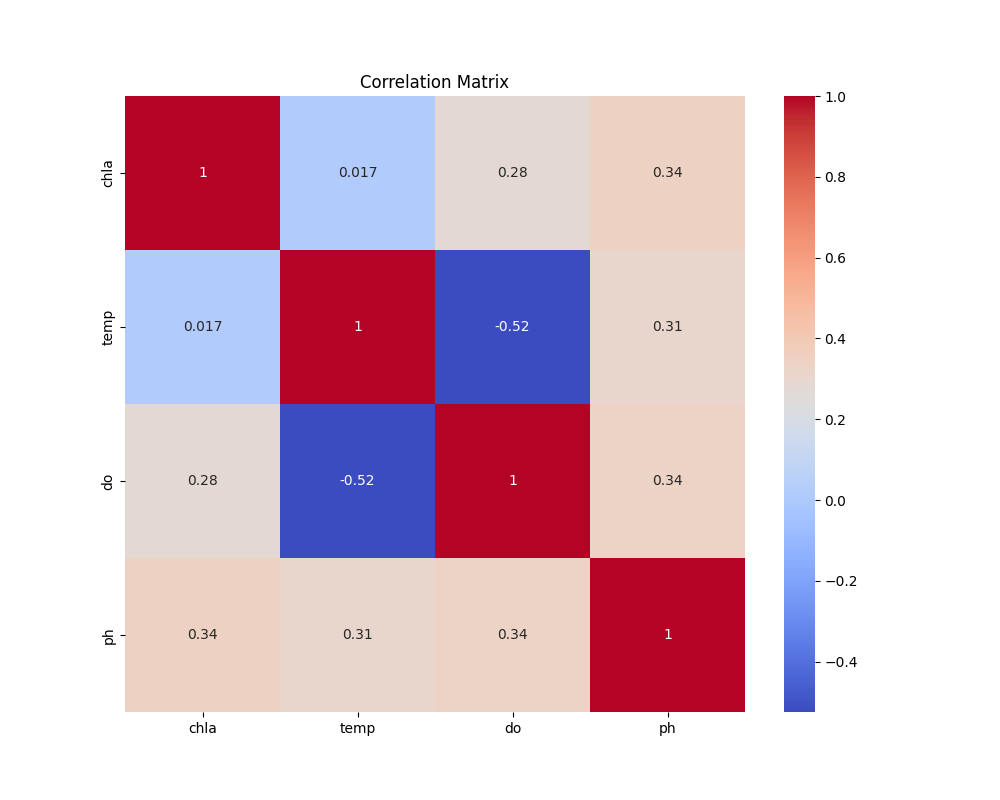 Correlation Matrix
chla 1 0.017 0.28 0.34
temp 0.017 1 -0.52 0.31
do 0.28 -0.52 1 0.34
ph 0.34 0.31 0.34 1
chla temp do ph
1.0
0.8
0.6
0.4
0.2
0.0
−0.2
−0.4